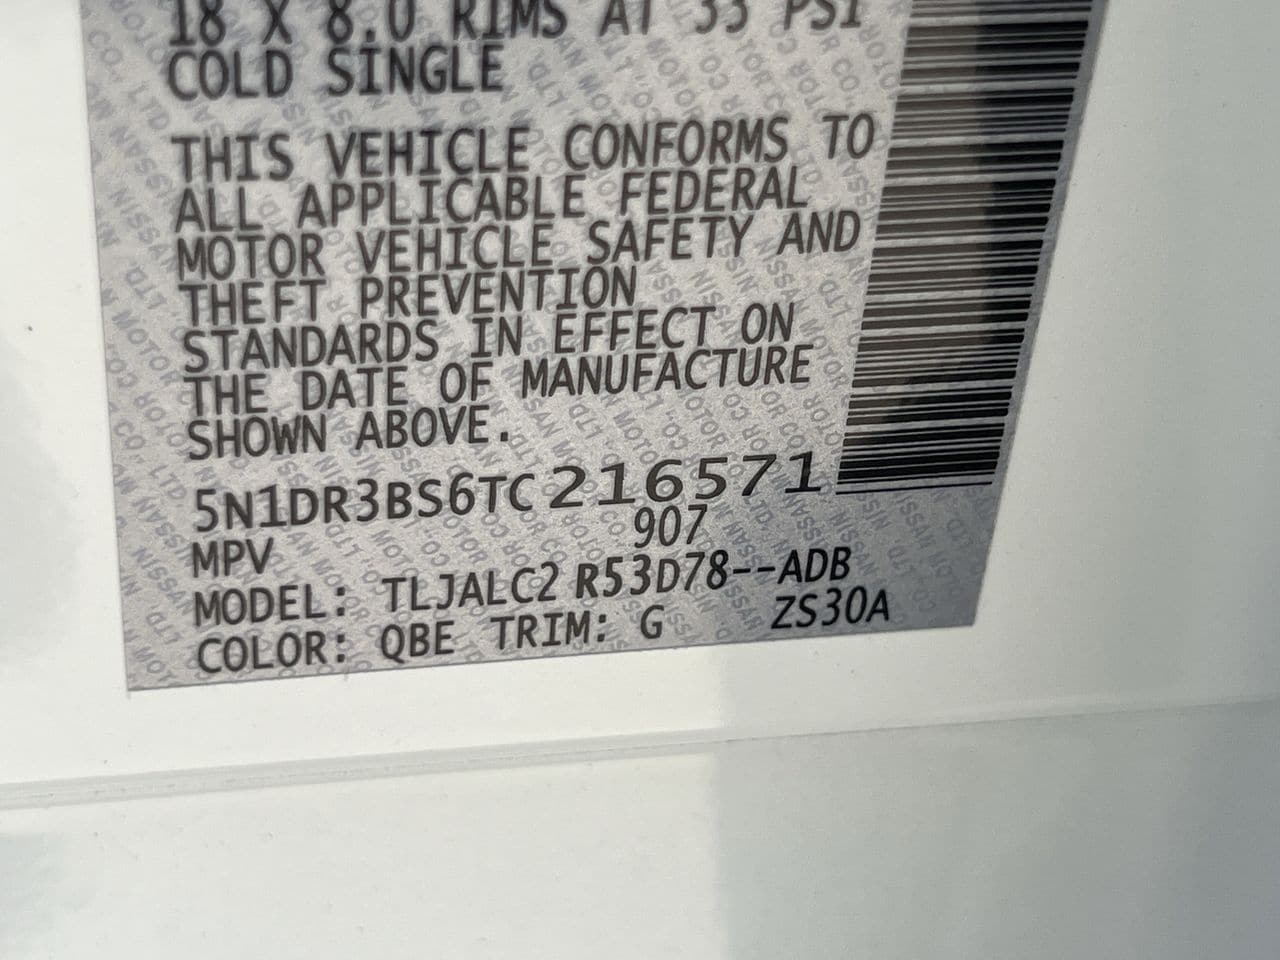 18 X 8.0 RIMS AT 33 PSI
COLD SINGLE
THIS VEHICLE CONFORMS TO
ALL APPLICABLE FEDERAL
MOTOR VEHICLE SAFETY AND
THEFT PREVENTION
STANDARDS IN EFFECT ON
THE DATE OF MANUFACTURE
SHOWN ABOVE.
5N1DR3BS6TC216571
MPV 907
MODEL: TLJALC2 R53D78--ADB
COLOR: QBE TRIM: G ZS30A